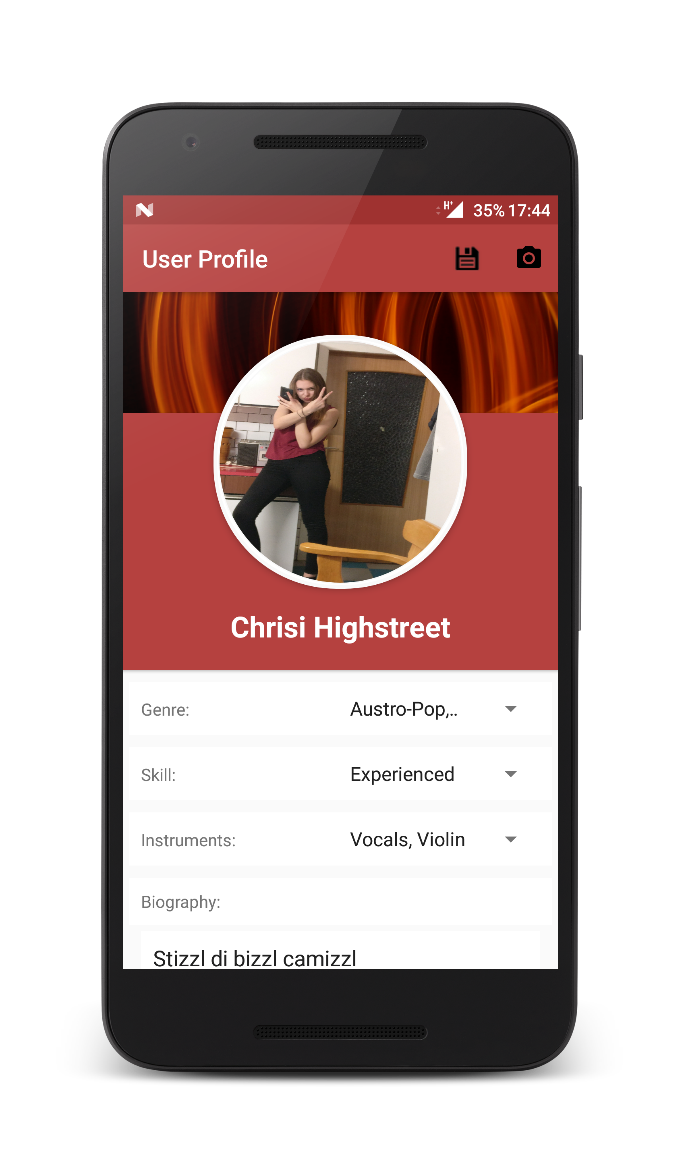 H+ 35% 17:44
User Profile
Chrisi Highstreet
Genre: Austro-Pop,..
Skill: Experienced
Instruments: Vocals, Violin
Biography:
Stizzl di bizzl camizzl